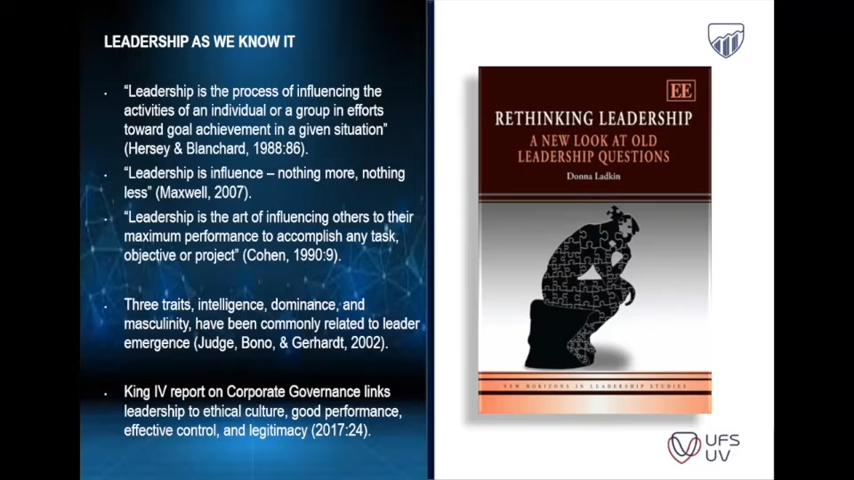 LEADERSHIP AS WE KNOW IT
. “Leadership is the process of influencing the
activities of an individual or a group in efforts
toward goal achievement in a given situation”
(Hersey & Blanchard, 1988:86).
. “Leadership is influence – nothing more, nothing
less” (Maxwell, 2007).
. “Leadership is the art of influencing others to their
maximum performance to accomplish any task,
objective or project” (Cohen, 1990:9).
. Three traits, intelligence, dominance, and
masculinity, have been commonly related to leader
emergence (Judge, Bono, & Gerhardt, 2002).
. King IV report on Corporate Governance links
leadership to ethical culture, good performance,
effective control, and legitimacy (2017:24).
EE
RETHINKING LEADERSHIP
A NEW LOOK AT OLD
LEADERSHIP QUESTIONS
Donna Ladkin
NEW HORIZONS IN LEADERSHIP STUDIES
UFS
UV